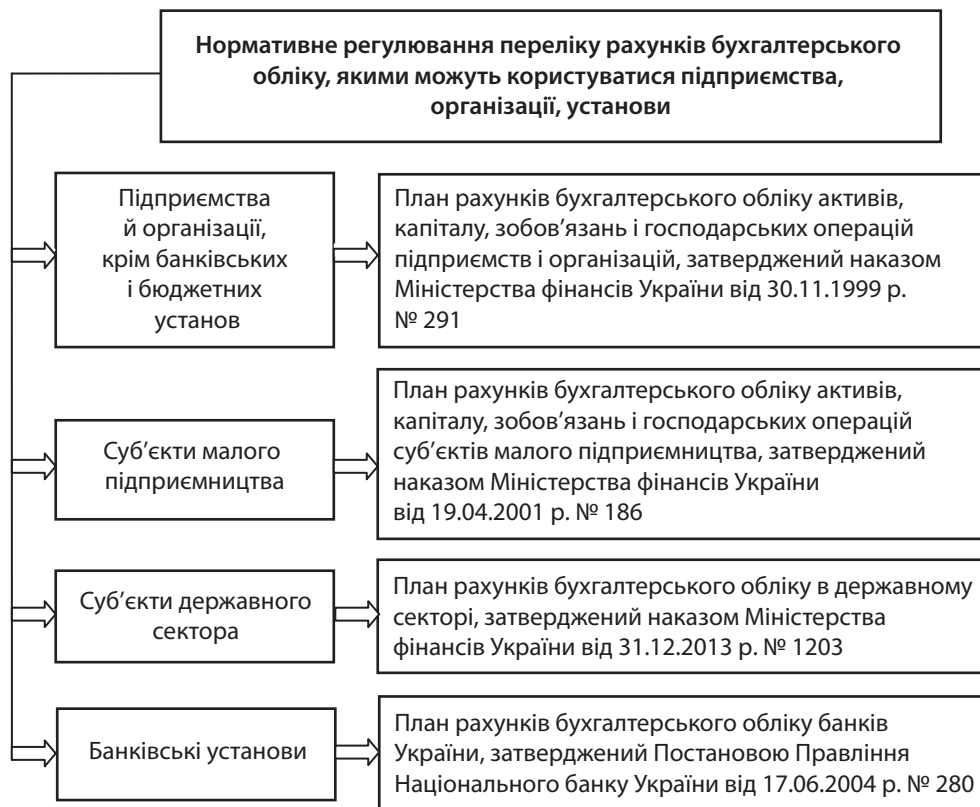 Нормативне регулювання переліку рахунків бухгалтерського
обліку, якими можуть користуватися підприємства,
організації, установи
Підприємства
й організації,
крім банківських
і бюджетних
установ
План рахунків бухгалтерського обліку активів,
капіталу, зобов’язань і господарських операцій
підприємств і організацій, затверджений наказом
Міністерства фінансів України від 30.11.1999 р.
№ 291
Суб’єкти малого
підприємництва
План рахунків бухгалтерського обліку активів,
капіталу, зобов’язань і господарських операцій
суб’єктів малого підприємництва, затверджений
наказом Міністерства фінансів України
від 19.04.2001 р. № 186
Суб’єкти державного
сектора
План рахунків бухгалтерського обліку в державному
секторі, затверджений наказом Міністерства
фінансів України від 31.12.2013 р. № 1203
Банківські установи
План рахунків бухгалтерського обліку банків
України, затверджений Постановою Правління
Національного банку України від 17.06.2004 р. № 280